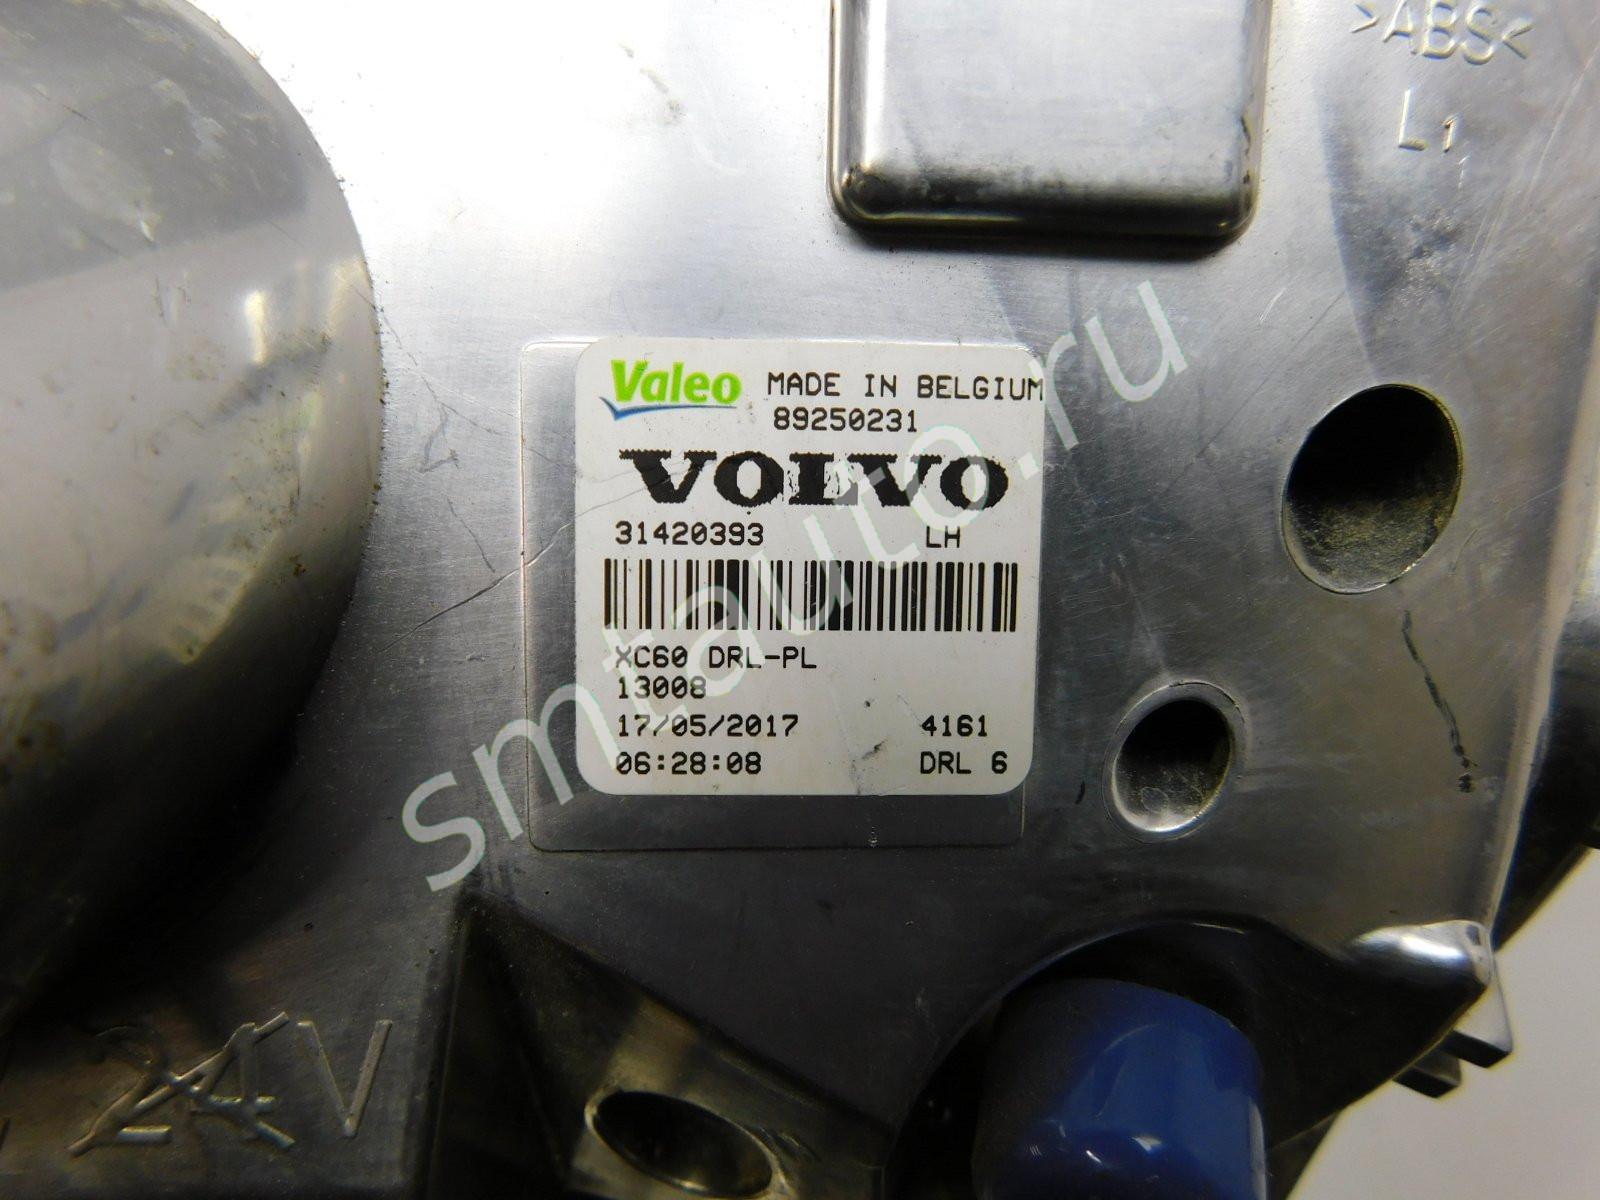 >ABS<
L1
Valeo MADE IN BELGIUM
89250231
VOLVO
31420393 LH
XC60 DRL-PL
13008
17/05/2017 4161
06:28:08 DRL 6
24V
smtauto.ru